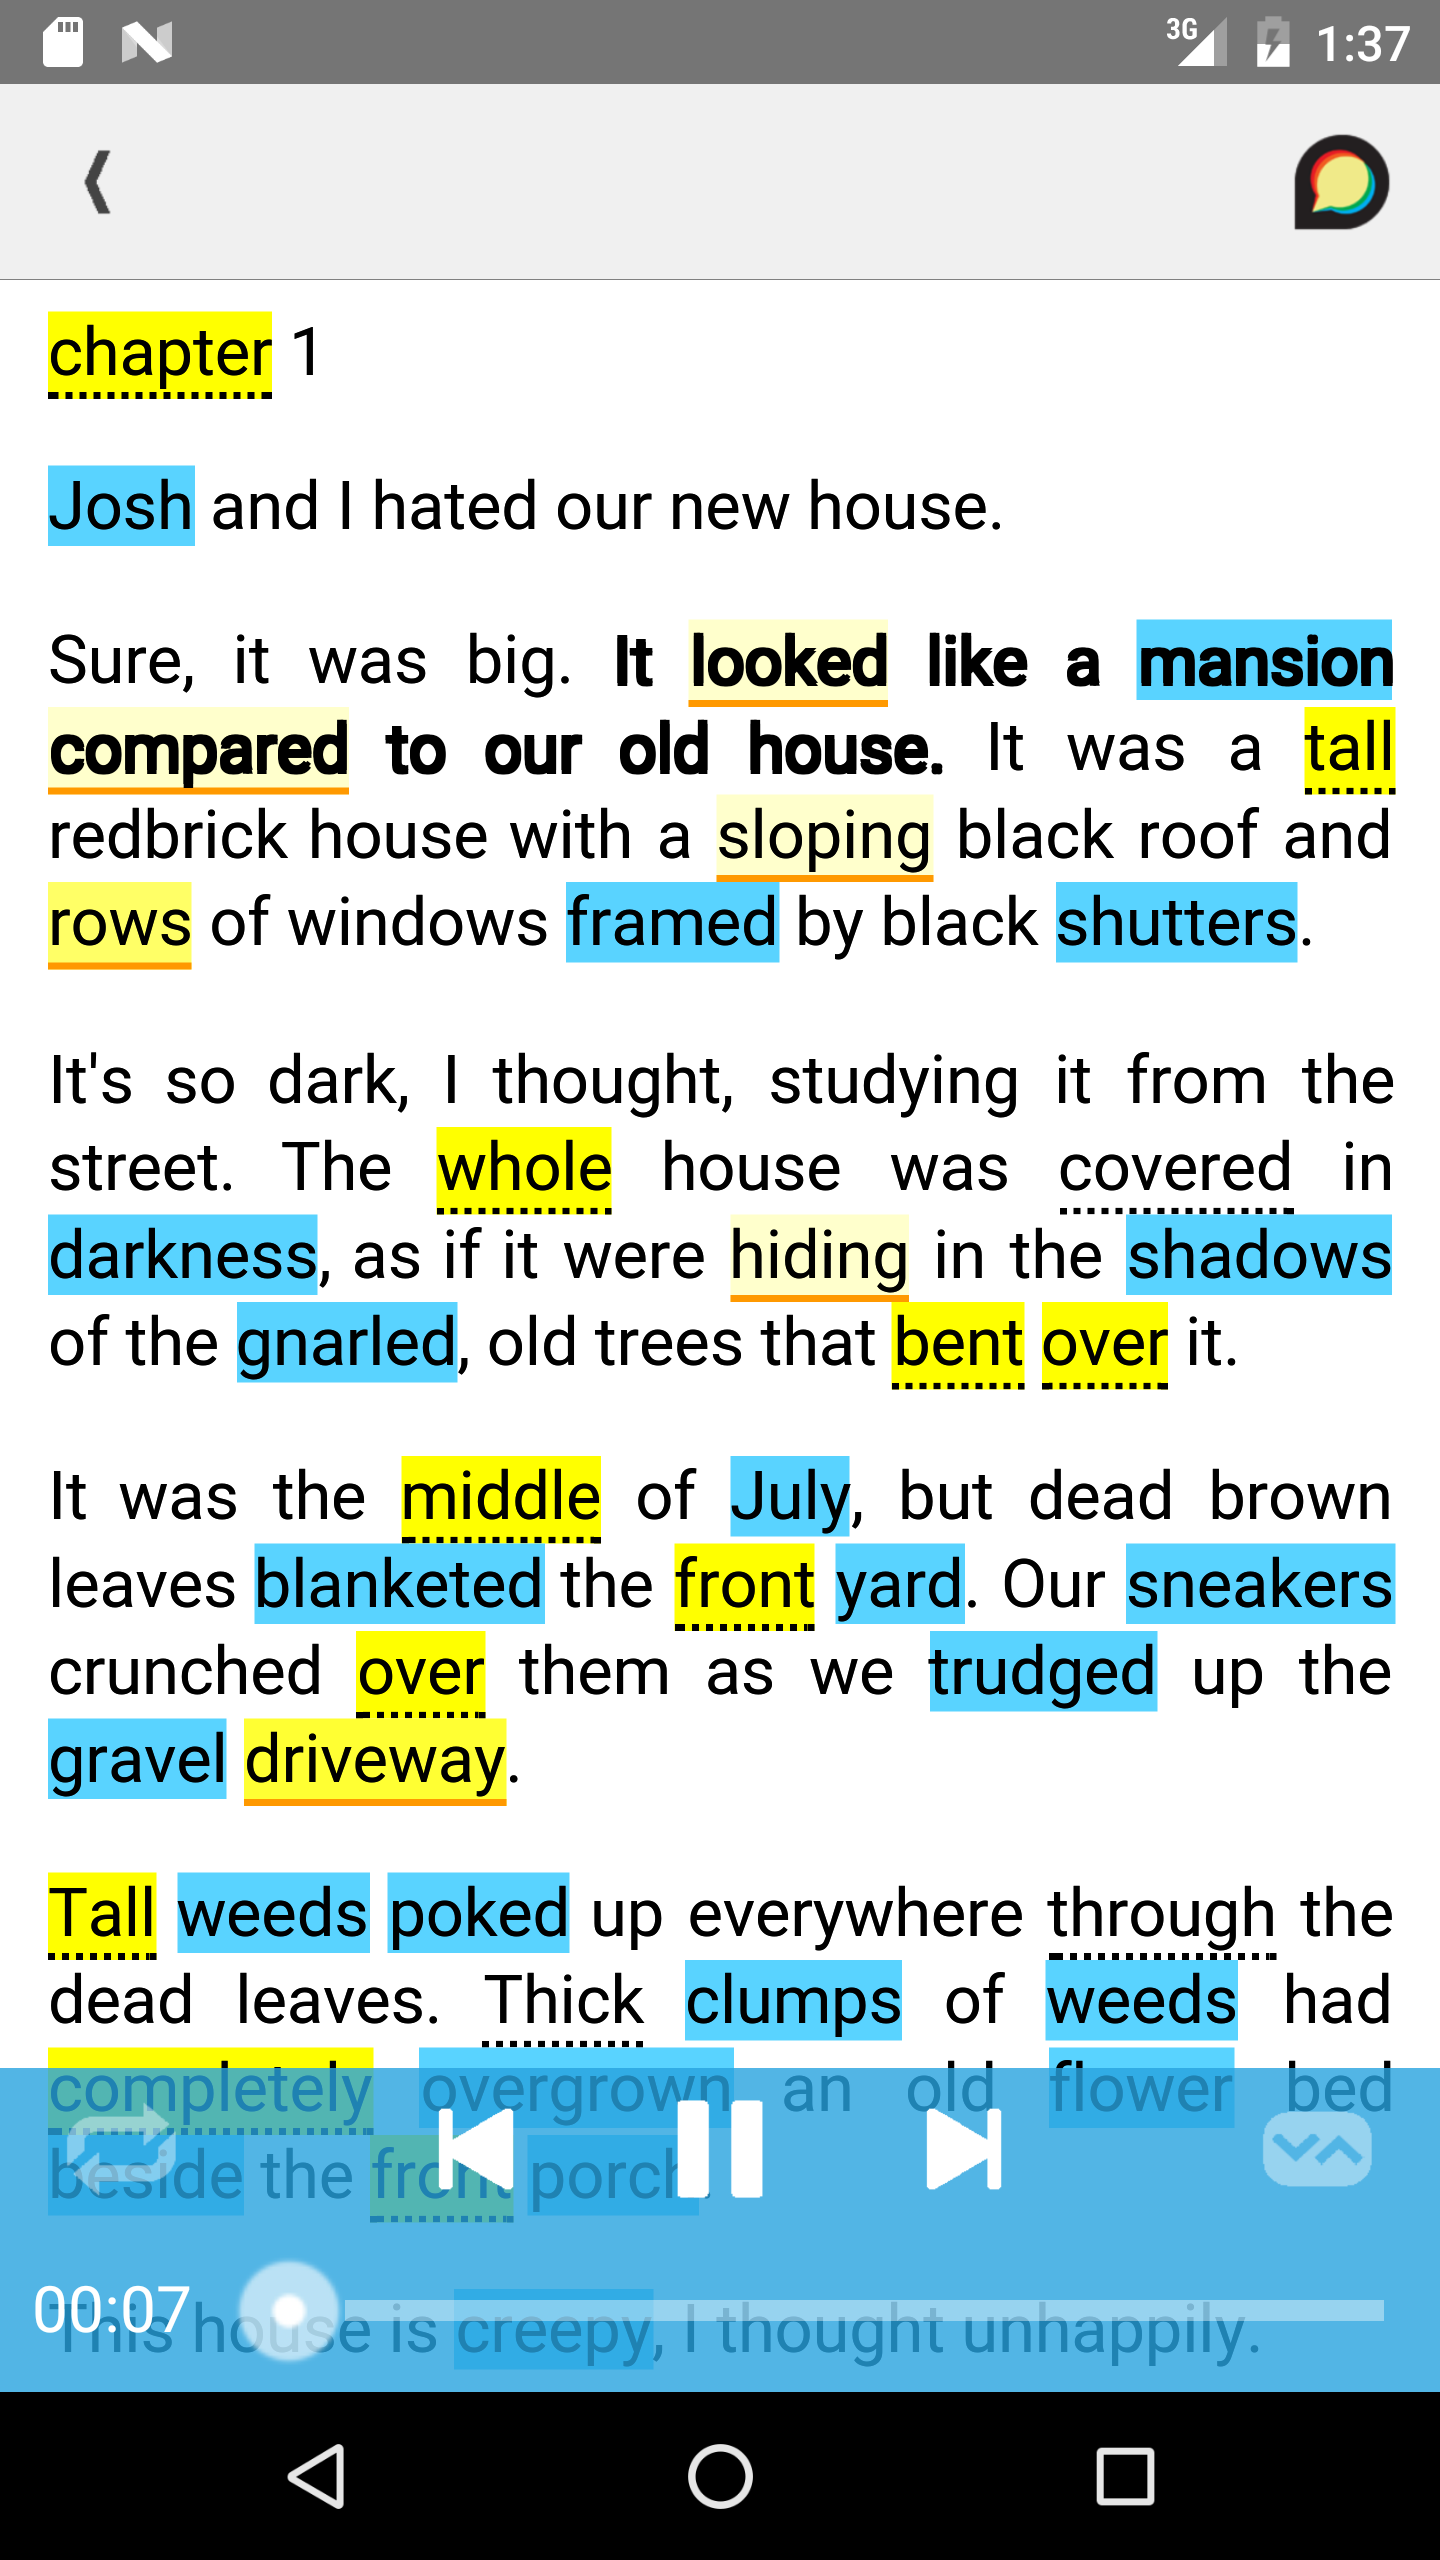 3G 1:37
chapter 1
Josh and I hated our new house.
Sure, it was big. It looked like a mansion
compared to our old house. It was a tall
redbrick house with a sloping black roof and
rows of windows framed by black shutters.
It's so dark, I thought, studying it from the
street. The whole house was covered in
darkness, as if it were hiding in the shadows
of the gnarled, old trees that bent over it.
It was the middle of July, but dead brown
leaves blanketed the front yard. Our sneakers
crunched over them as we trudged up the
gravel driveway.
Tall weeds poked up everywhere through the
dead leaves. Thick clumps of weeds had
completely overgrown an old flower bed
beside the front porch.
00:07
This house is creepy, I thought unhappily.